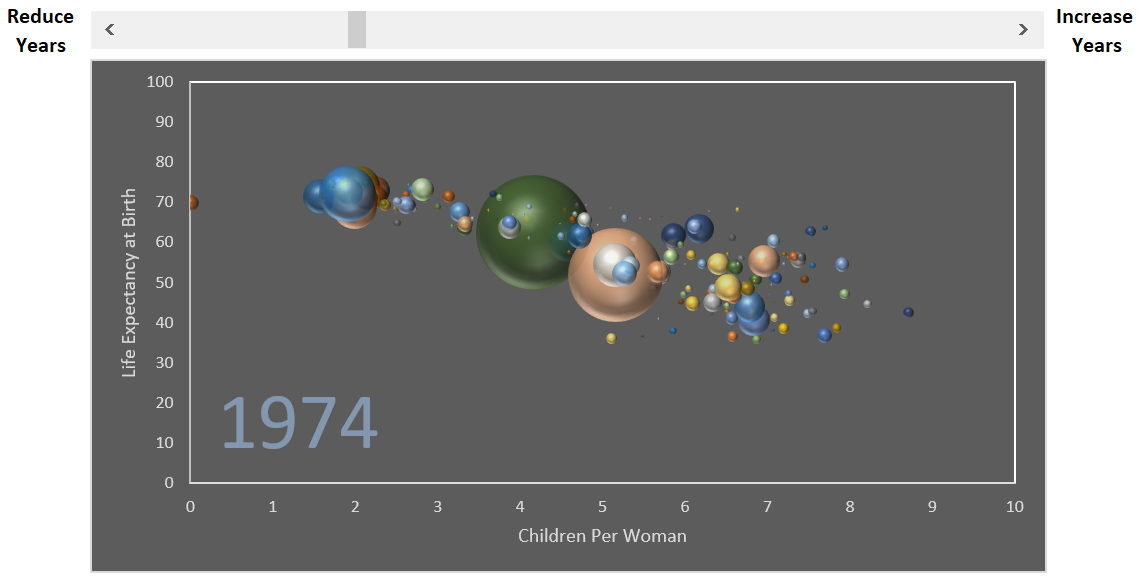 Reduce
Years
Increase
Years
100
90
80
70
60
50
40
30
20
10
0
Life Expectancy at Birth
1974
0 1 2 3 4 5 6 7 8 9 10
Children Per Woman